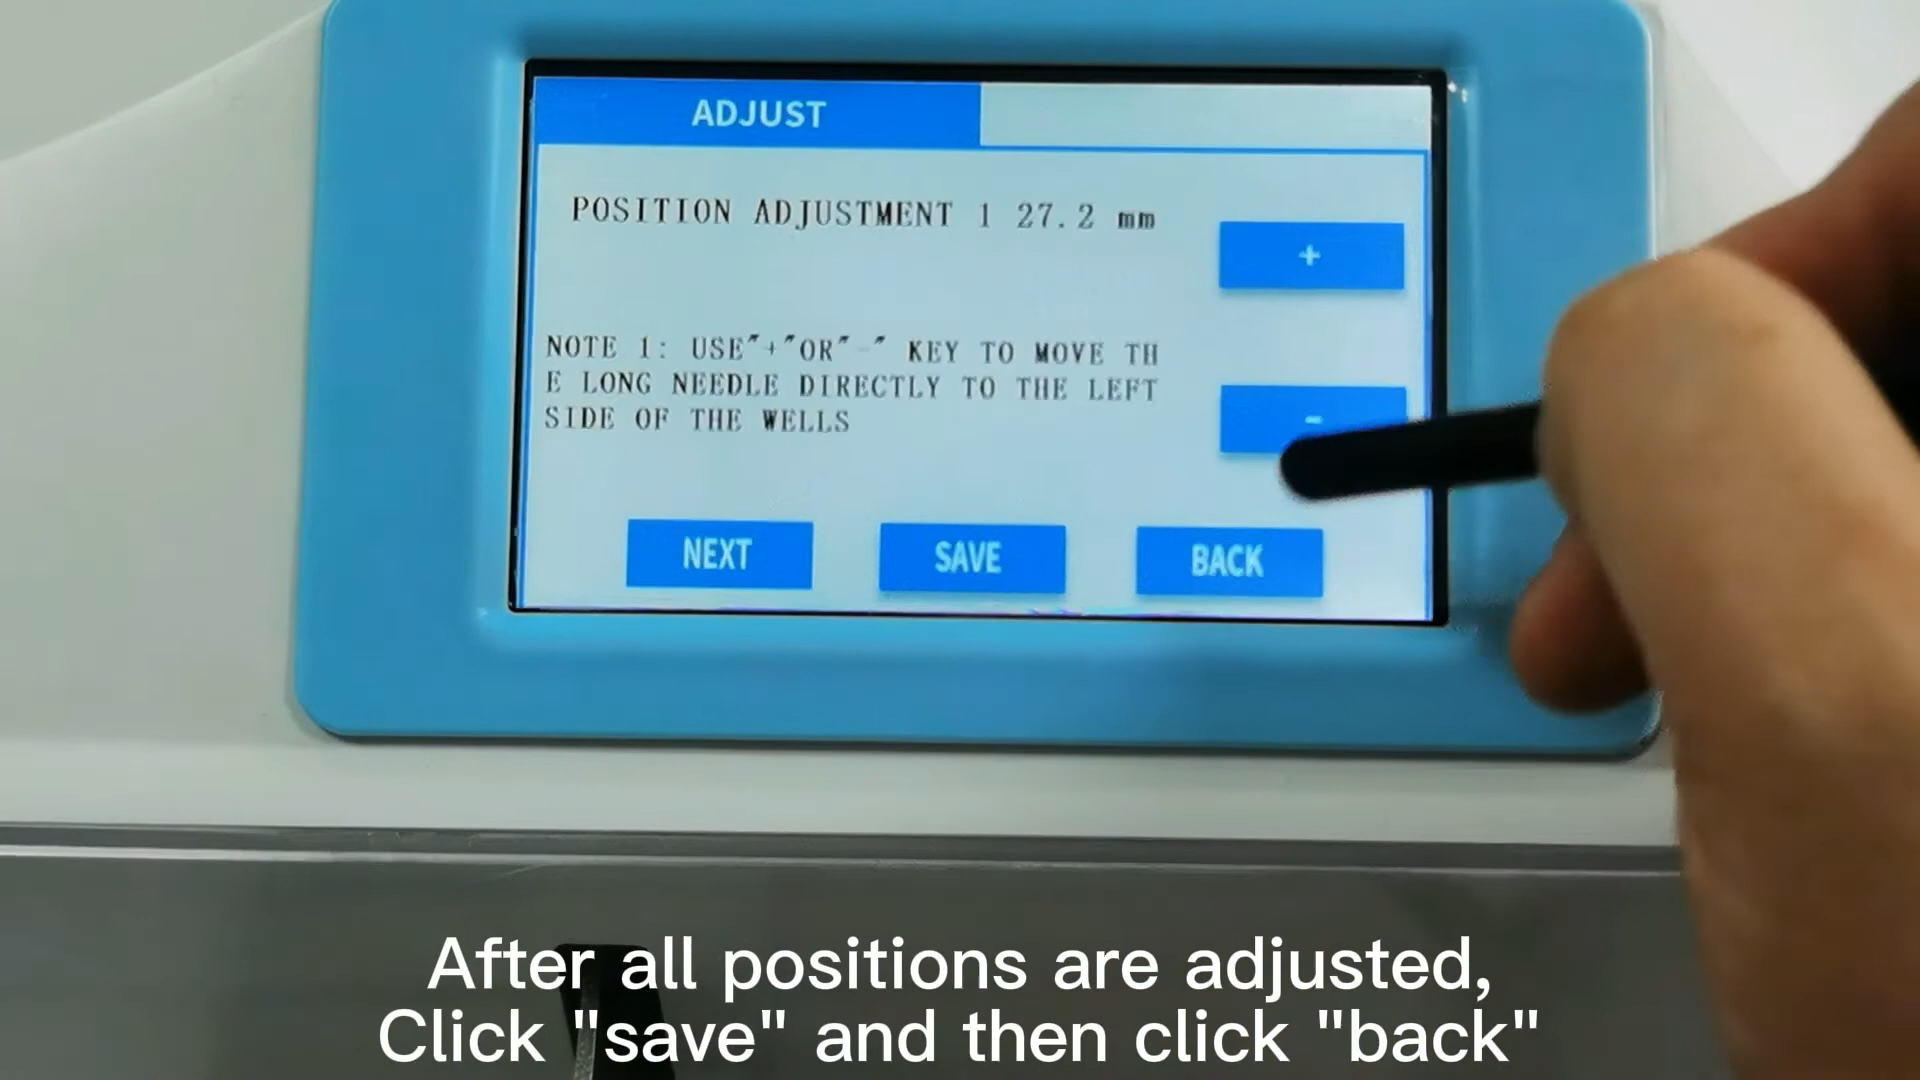 ADJUST
POSITION ADJUSTMENT 1 27.2 mm
+
NOTE 1: USE"+"OR"-" KEY TO MOVE TH
E LONG NEEDLE DIRECTLY TO THE LEFT
SIDE OF THE WELLS
-
NEXT SAVE BACK
After all positions are adjusted,
Click "save" and then click "back"